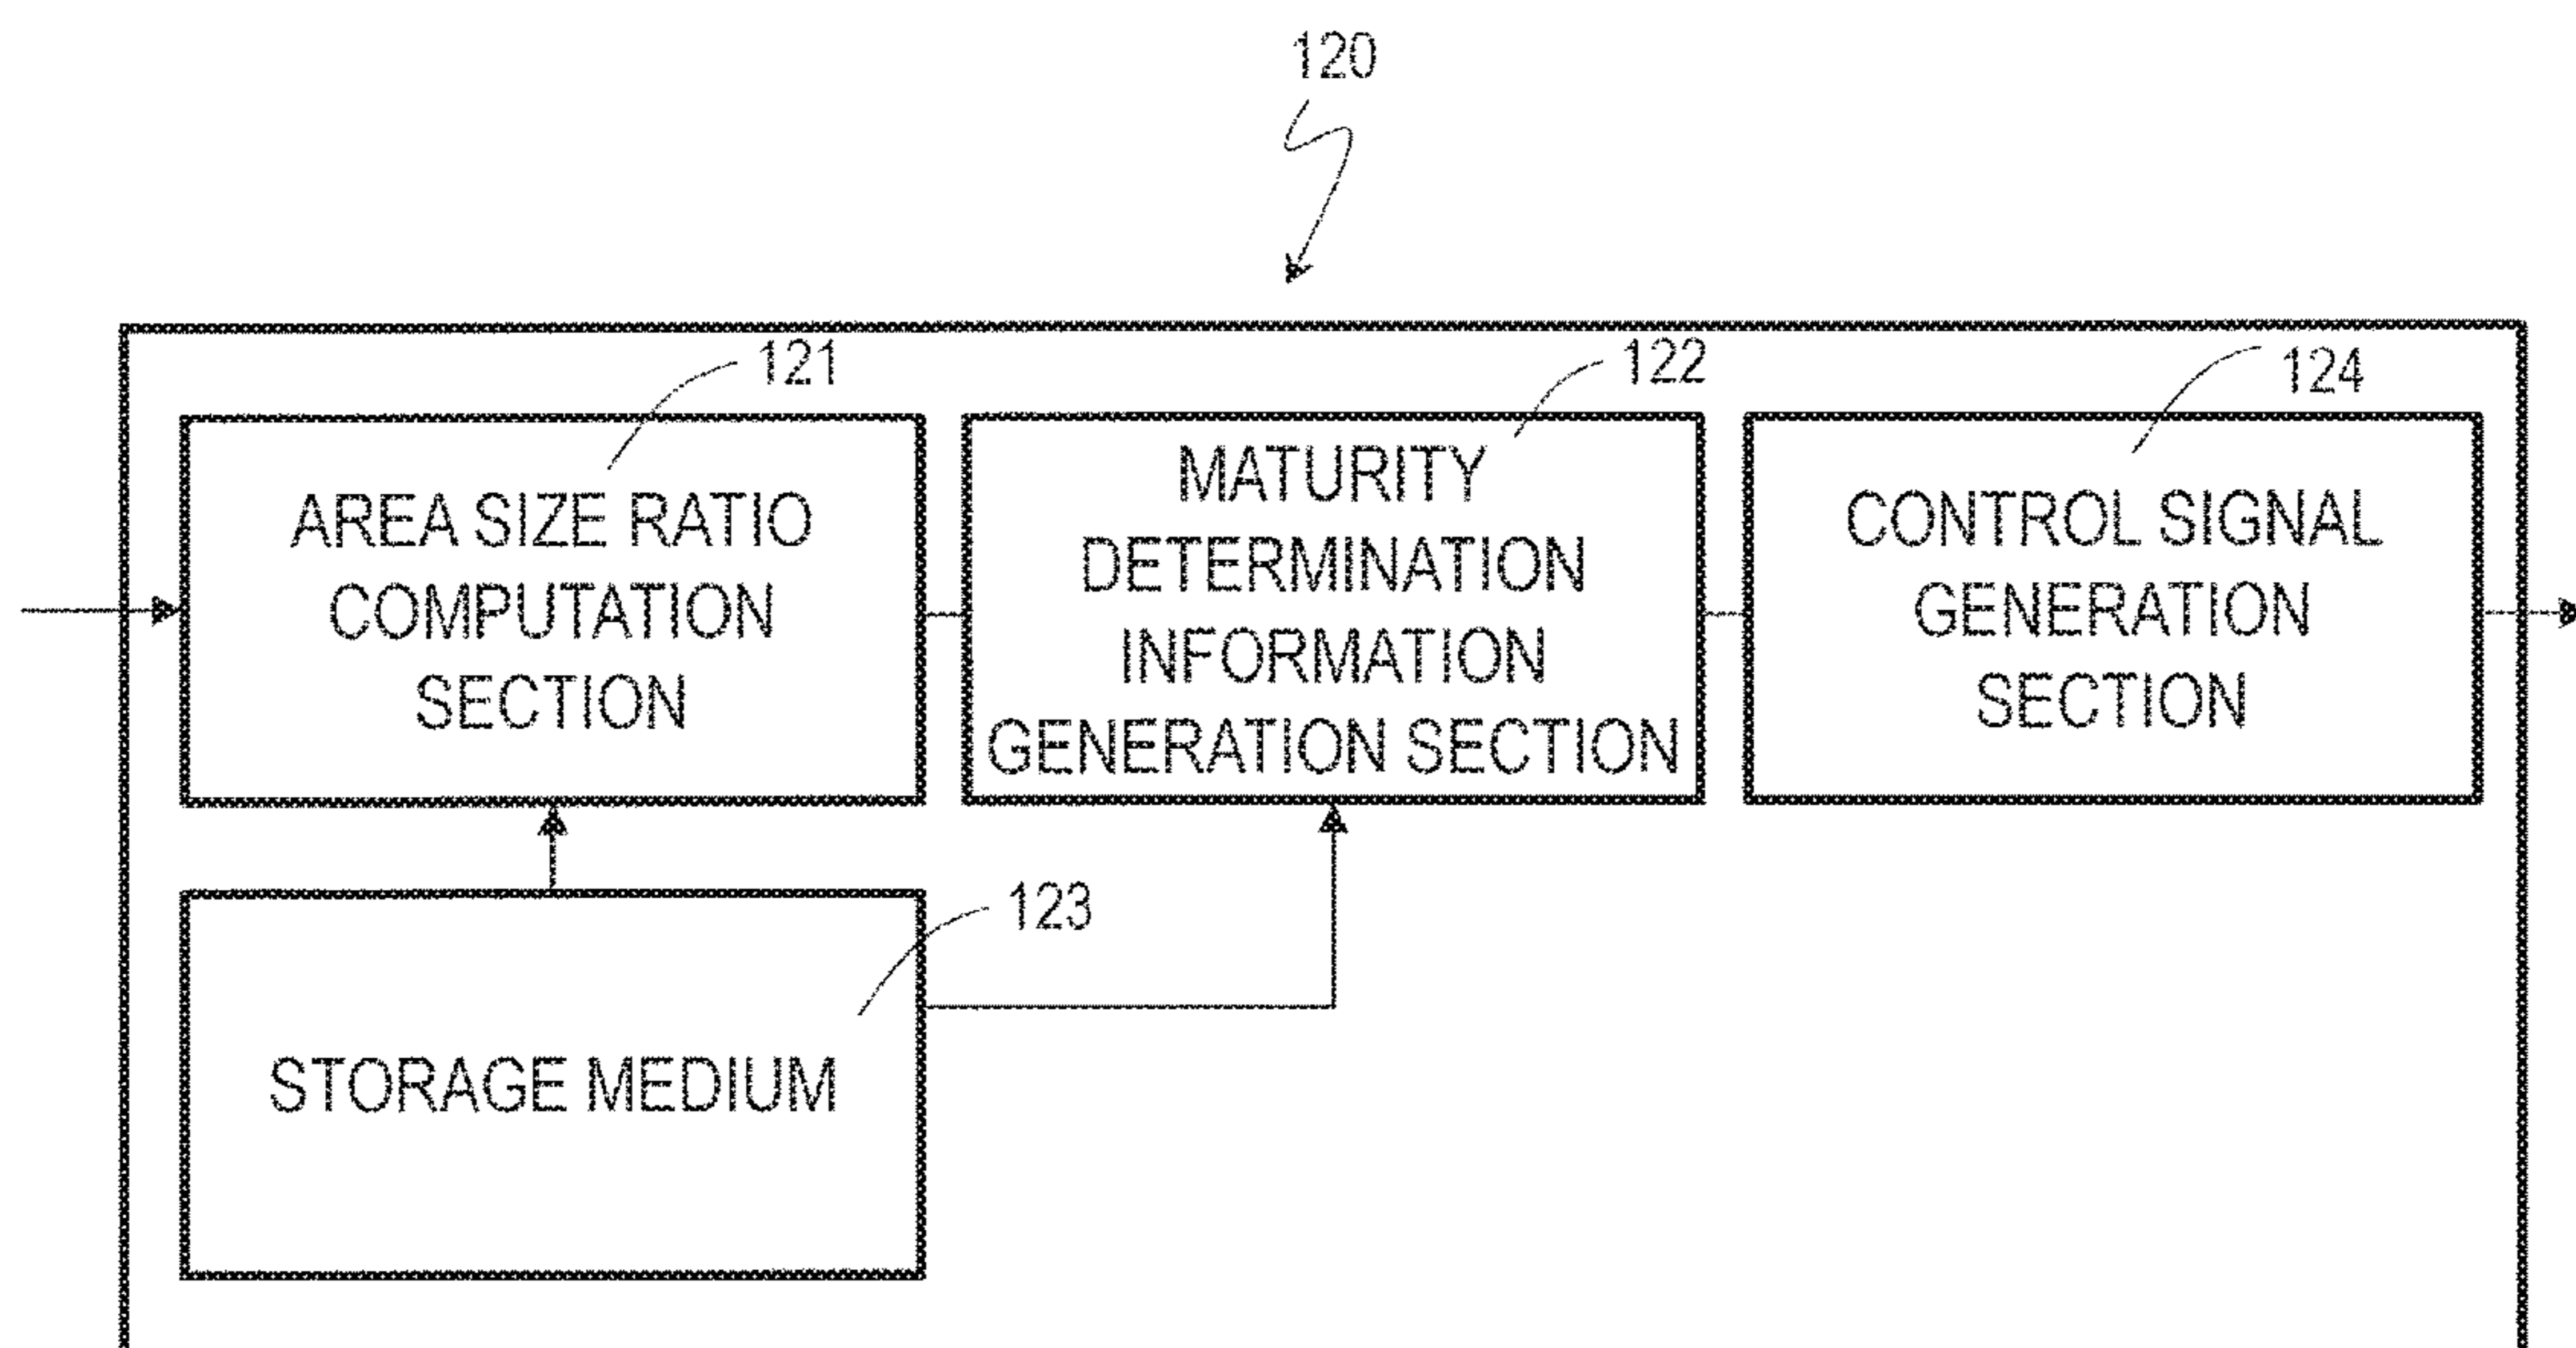 120
121
122
124
AREA SIZE RATIO
COMPUTATION
SECTION
MATURITY
DETERMINATION
INFORMATION
GENERATION SECTION
CONTROL SIGNAL
GENERATION
SECTION
123
STORAGE MEDIUM